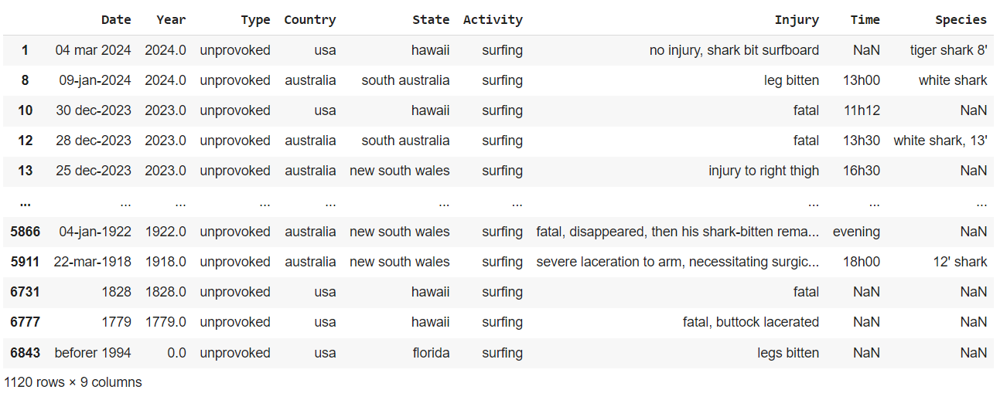 Date Year Type Country State Activity Injury Time Species
1 04 mar 2024 2024.0 unprovoked usa hawaii surfing no injury, shark bit surfboard NaN tiger shark 8'
8 09-jan-2024 2024.0 unprovoked australia south australia surfing leg bitten 13h00 white shark
10 30 dec-2023 2023.0 unprovoked usa hawaii surfing fatal 11h12 NaN
12 28 dec-2023 2023.0 unprovoked australia south australia surfing fatal 13h30 white shark, 13'
13 25 dec-2023 2023.0 unprovoked australia new south wales surfing injury to right thigh 16h30 NaN
... ... ... ... ... ... ... ... ... ...
5866 04-jan-1922 1922.0 unprovoked australia new south wales surfing fatal, disappeared, then his shark-bitten rema... evening NaN
5911 22-mar-1918 1918.0 unprovoked australia new south wales surfing severe laceration to arm, necessitating surgic... 18h00 12' shark
6731 1828 1828.0 unprovoked usa hawaii surfing fatal NaN NaN
6777 1779 1779.0 unprovoked usa hawaii surfing fatal, buttock lacerated NaN NaN
6843 beforer 1994 0.0 unprovoked usa florida surfing legs bitten NaN NaN
1120 rows × 9 columns